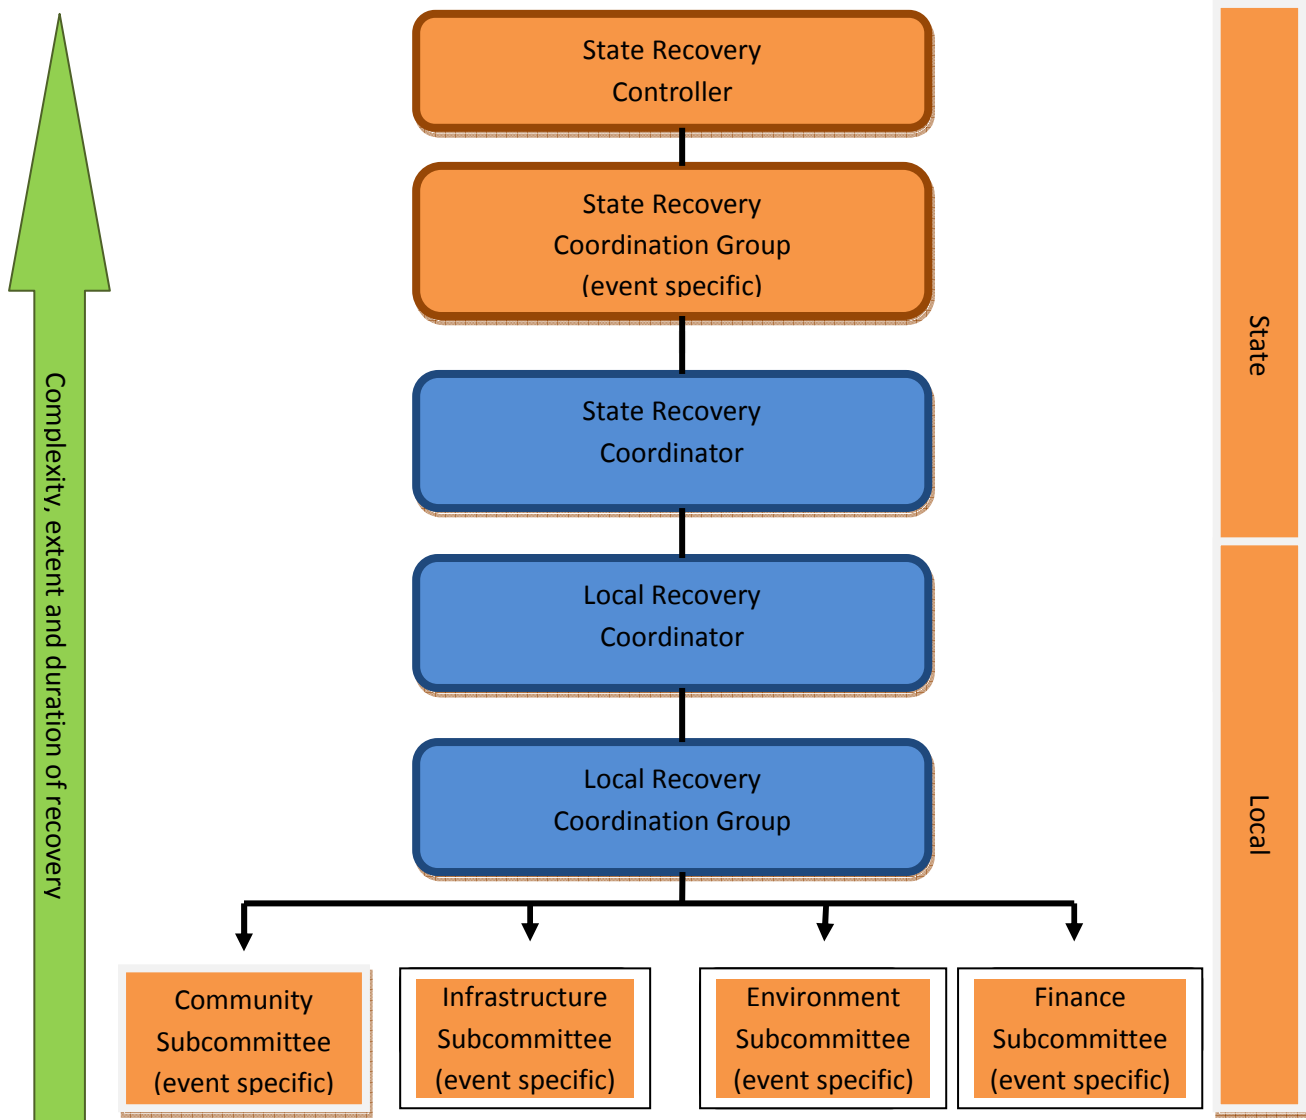 State Recovery
Controller
State Recovery
Coordination Group
(event specific)
State Recovery
Coordinator
Local Recovery
Coordinator
Local Recovery
Coordination Group
Community
Subcommittee
(event specific)
Infrastructure
Subcommittee
(event specific)
Environment
Subcommittee
(event specific)
Finance
Subcommittee
(event specific)
Complexity, extent and duration of recovery
State
Local